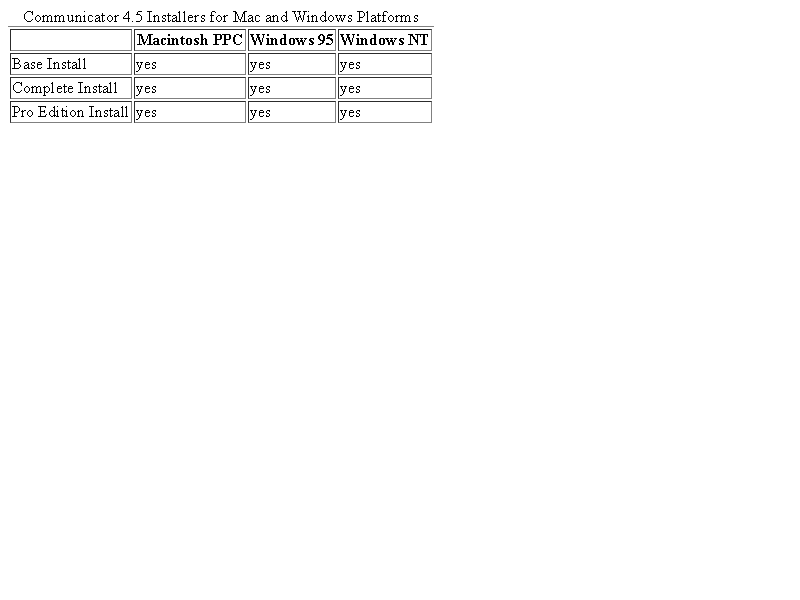 Communicator 4.5 Installers for Mac and Windows Platforms
Macintosh PPC Windows 95 Windows NT
Base Install yes yes yes
Complete Install yes yes yes
Pro Edition Install yes yes yes